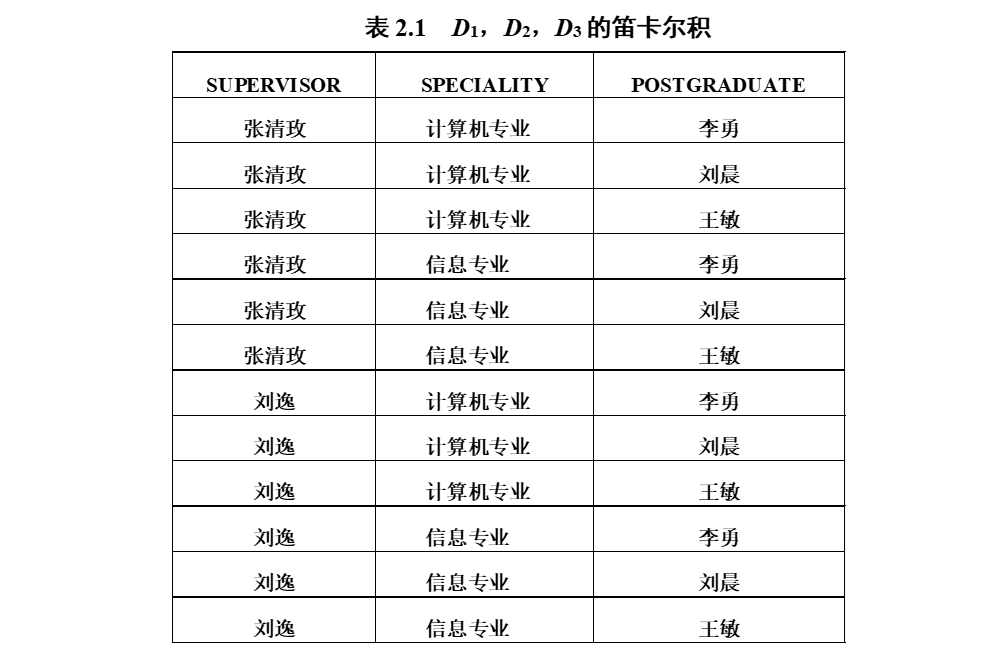 表 2.1 D1，D2，D3 的笛卡尔积
SUPERVISOR SPECIALITY POSTGRADUATE
张清玫 计算机专业 李勇
张清玫 计算机专业 刘晨
张清玫 计算机专业 王敏
张清玫 信息专业 李勇
张清玫 信息专业 刘晨
张清玫 信息专业 王敏
刘逸 计算机专业 李勇
刘逸 计算机专业 刘晨
刘逸 计算机专业 王敏
刘逸 信息专业 李勇
刘逸 信息专业 刘晨
刘逸 信息专业 王敏